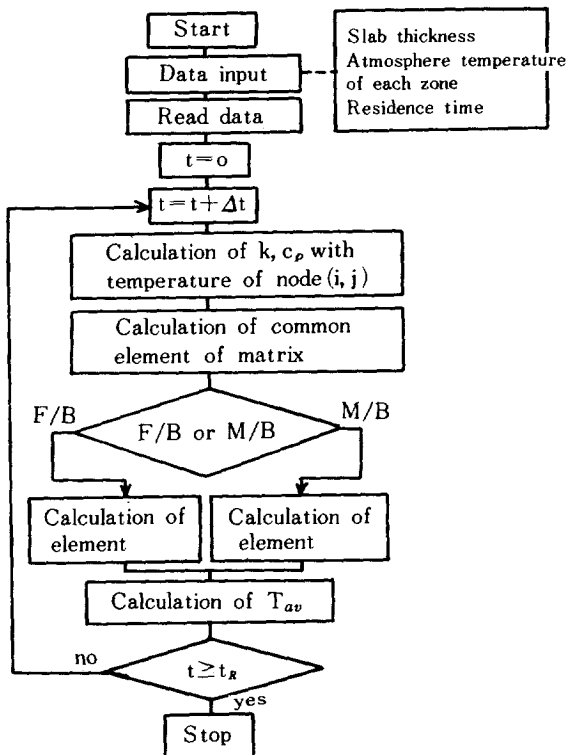 Start
Data input
Slab thickness
Atmosphere temperature
of each zone
Residence time
Read data
t=o
t=t+Δt
Calculation of k, cₚ with
temperature of node (i, j)
Calculation of common
element of matrix
F/B
F/B or M/B
M/B
Calculation of
element
Calculation of
element
Calculation of Tav
no
t≥tR
yes
Stop